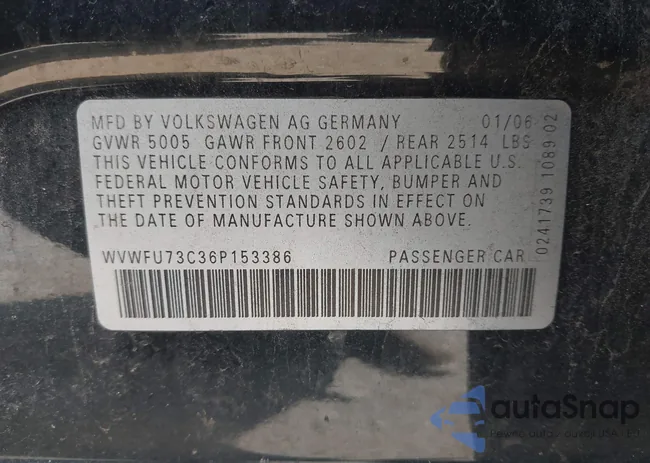 MFD BY VOLKSWAGEN AG GERMANY 01/06
GVWR 5005 GAWR FRONT 2602 / REAR 2514 LBS
THIS VEHICLE CONFORMS TO ALL APPLICABLE U.S.
FEDERAL MOTOR VEHICLE SAFETY, BUMPER AND
THEFT PREVENTION STANDARDS IN EFFECT ON
THE DATE OF MANUFACTURE SHOWN ABOVE.
WVWFU73C36P153386 PASSENGER CAR
0241739 1089 02
autaSnap